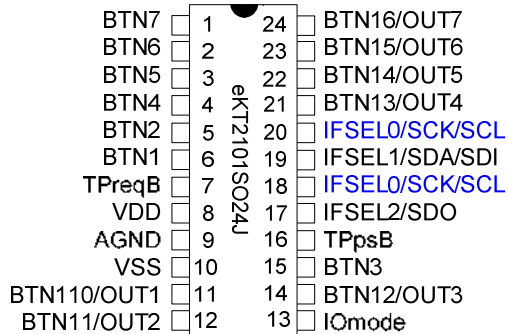 BTN7 1 24 BTN16/OUT7
BTN6 2 23 BTN15/OUT6
BTN5 3 22 BTN14/OUT5
BTN4 4 21 BTN13/OUT4
BTN2 5 20 IFSEL0/SCK/SCL
BTN1 6 19 IFSEL1/SDA/SDI
TPreqB 7 18 IFSEL0/SCK/SCL
VDD 8 17 IFSEL2/SDO
AGND 9 16 TPpsB
VSS 10 15 BTN3
BTN110/OUT1 11 14 BTN12/OUT3
BTN11/OUT2 12 13 IOmode
eKT2101SO24J